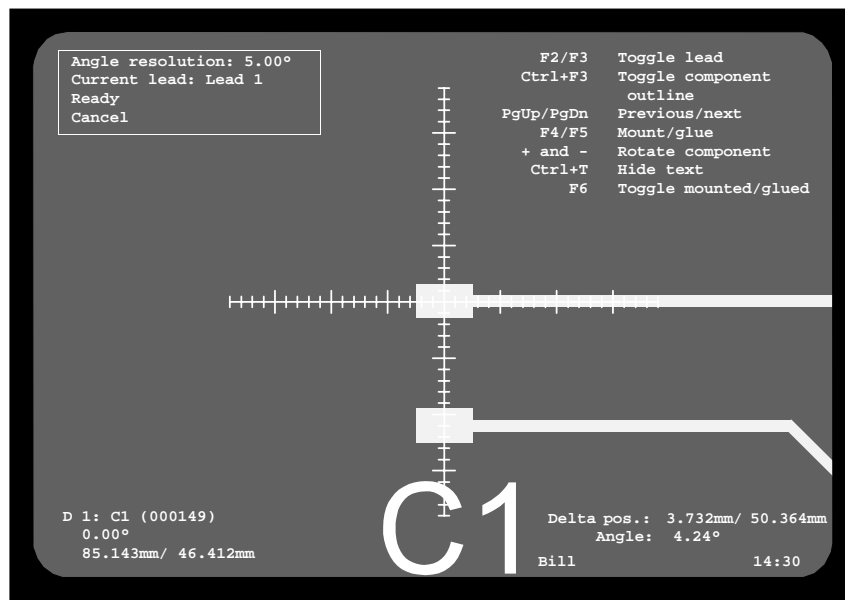 Angle resolution: 5.00°
Current lead: Lead 1
Ready
Cancel
F2/F3 Toggle lead
Ctrl+F3 Toggle component
outline
PgUp/PgDn Previous/next
F4/F5 Mount/glue
+ and - Rotate component
Ctrl+T Hide text
F6 Toggle mounted/glued
C1
D 1: C1 (000149)
0.00°
85.143mm/ 46.412mm
Delta pos.: 3.732mm/ 50.364mm
Angle: 4.24°
Bill 14:30